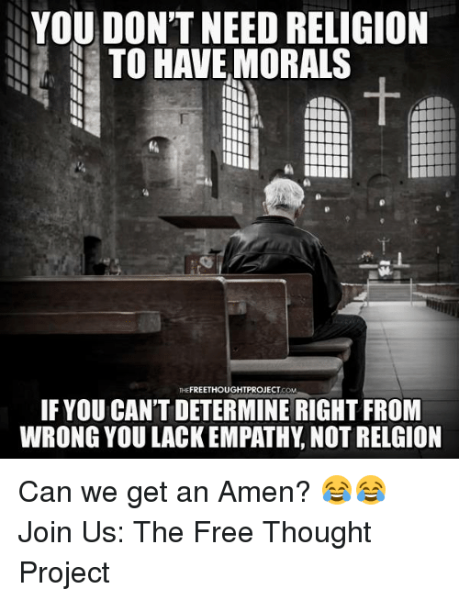 YOU DON'T NEED RELIGION
TO HAVE MORALS
THEFREETHOUGHTPROJECT.COM
IF YOU CAN'T DETERMINE RIGHT FROM
WRONG YOU LACK EMPATHY, NOT RELGION
Can we get an Amen? 😂😂
Join Us: The Free Thought
Project